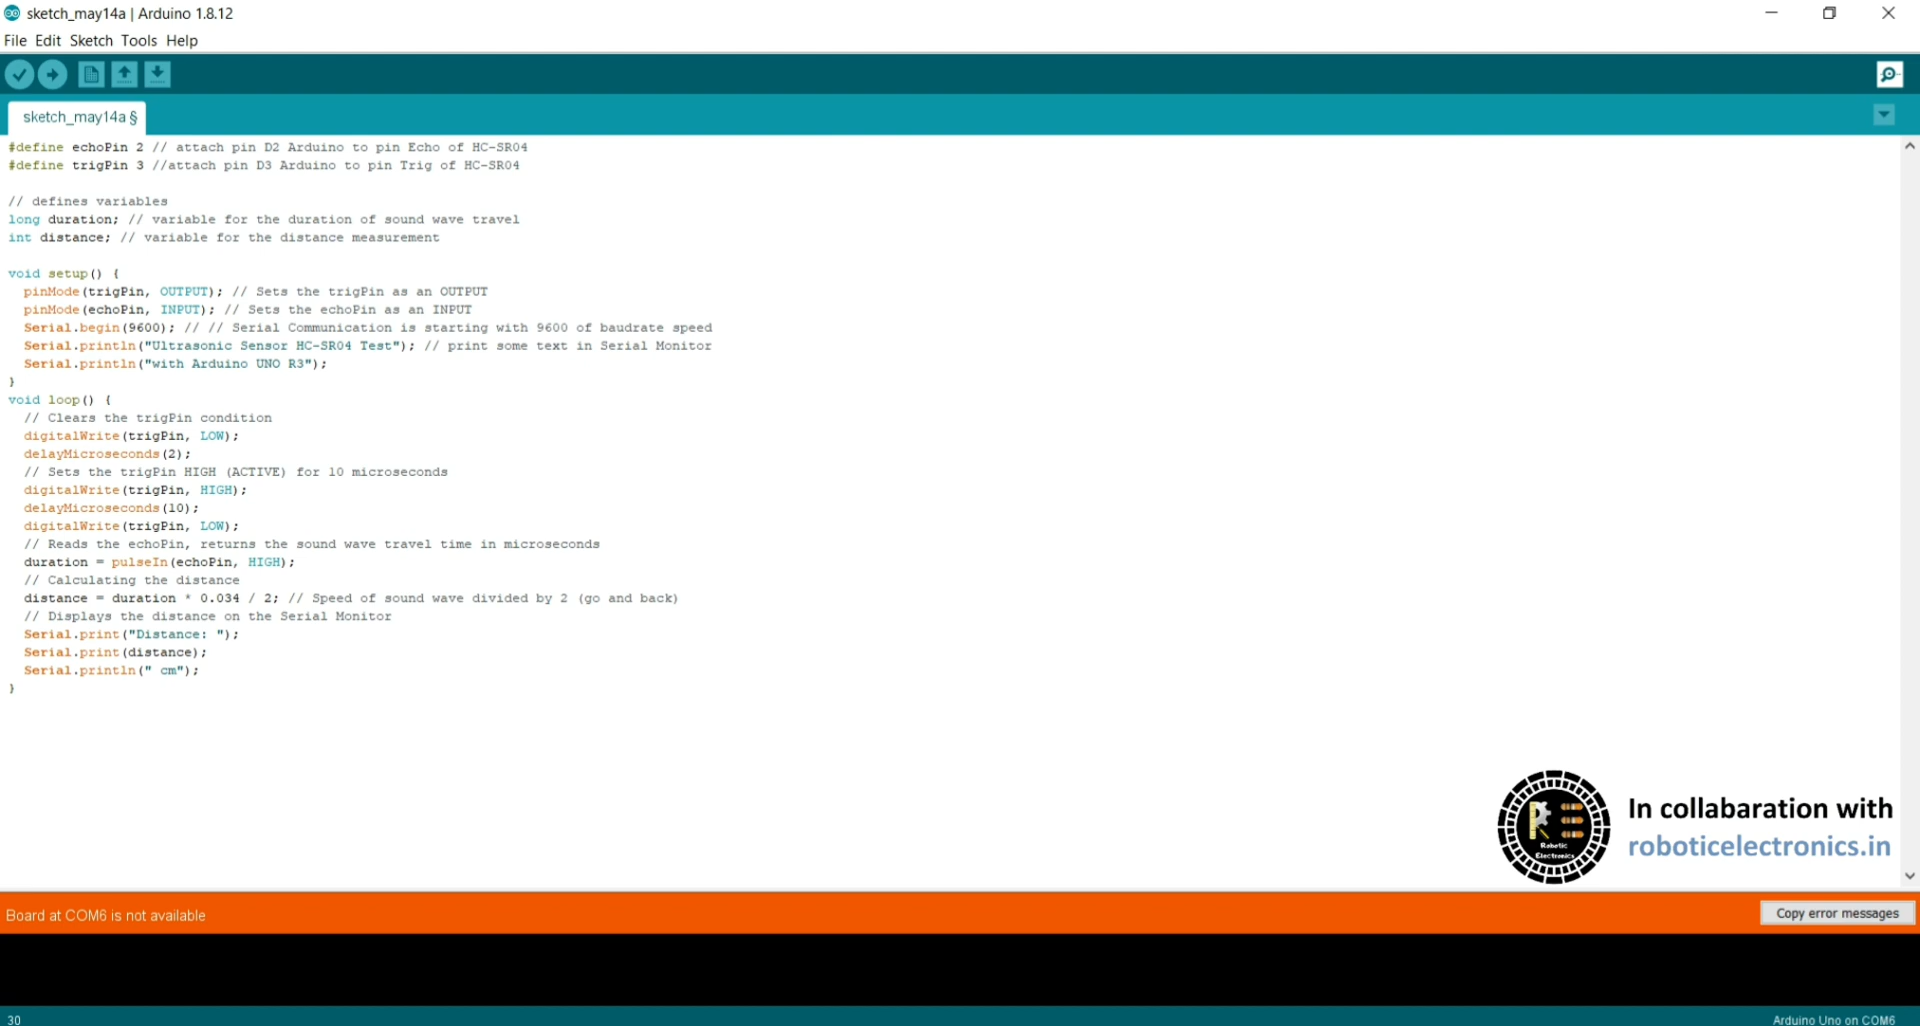 sketch_may14a | Arduino 1.8.12
File Edit Sketch Tools Help
sketch_may14a §
#define echoPin 2 // attach pin D2 Arduino to pin Echo of HC-SR04
#define trigPin 3 //attach pin D3 Arduino to pin Trig of HC-SR04
// defines variables
long duration; // variable for the duration of sound wave travel
int distance; // variable for the distance measurement
void setup() {
pinMode(trigPin, OUTPUT); // Sets the trigPin as an OUTPUT
pinMode(echoPin, INPUT); // Sets the echoPin as an INPUT
Serial.begin(9600); // // Serial Communication is starting with 9600 of baudrate speed
Serial.println("Ultrasonic Sensor HC-SR04 Test"); // print some text in Serial Monitor
Serial.println("with Arduino UNO R3");
}
void loop() {
// Clears the trigPin condition
digitalWrite(trigPin, LOW);
delayMicroseconds(2);
// Sets the trigPin HIGH (ACTIVE) for 10 microseconds
digitalWrite(trigPin, HIGH);
delayMicroseconds(10);
digitalWrite(trigPin, LOW);
// Reads the echoPin, returns the sound wave travel time in microseconds
duration = pulseIn(echoPin, HIGH);
// Calculating the distance
distance = duration * 0.034 / 2; // Speed of sound wave divided by 2 (go and back)
// Displays the distance on the Serial Monitor
Serial.print("Distance: ");
Serial.print(distance);
Serial.println(" cm");
}
RE
Robotic
Electronics
In collabaration with
roboticelectronics.in
Board at COM6 is not available
Copy error messages
30
Arduino Uno on COM6